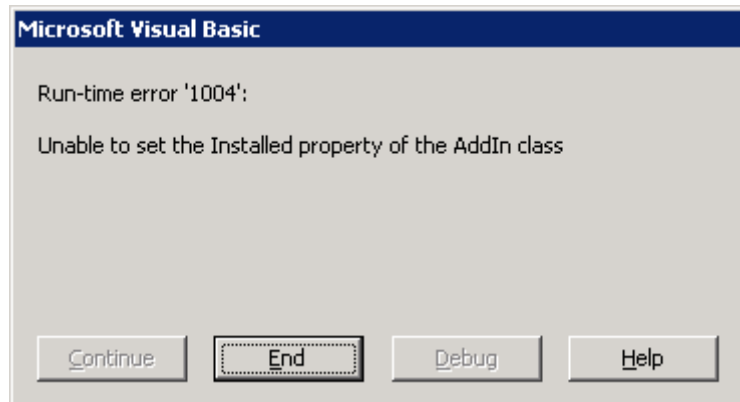 Microsoft Visual Basic
Run-time error '1004':
Unable to set the Installed property of the AddIn class
Continue
End
Debug
Help